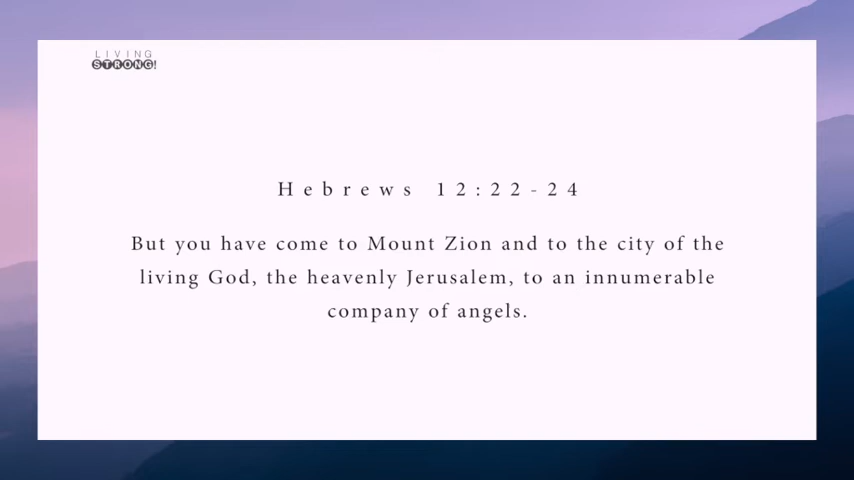 LIVING
STRONG!
Hebrews 12:22-24
But you have come to Mount Zion and to the city of the
living God, the heavenly Jerusalem, to an innumerable
company of angels.